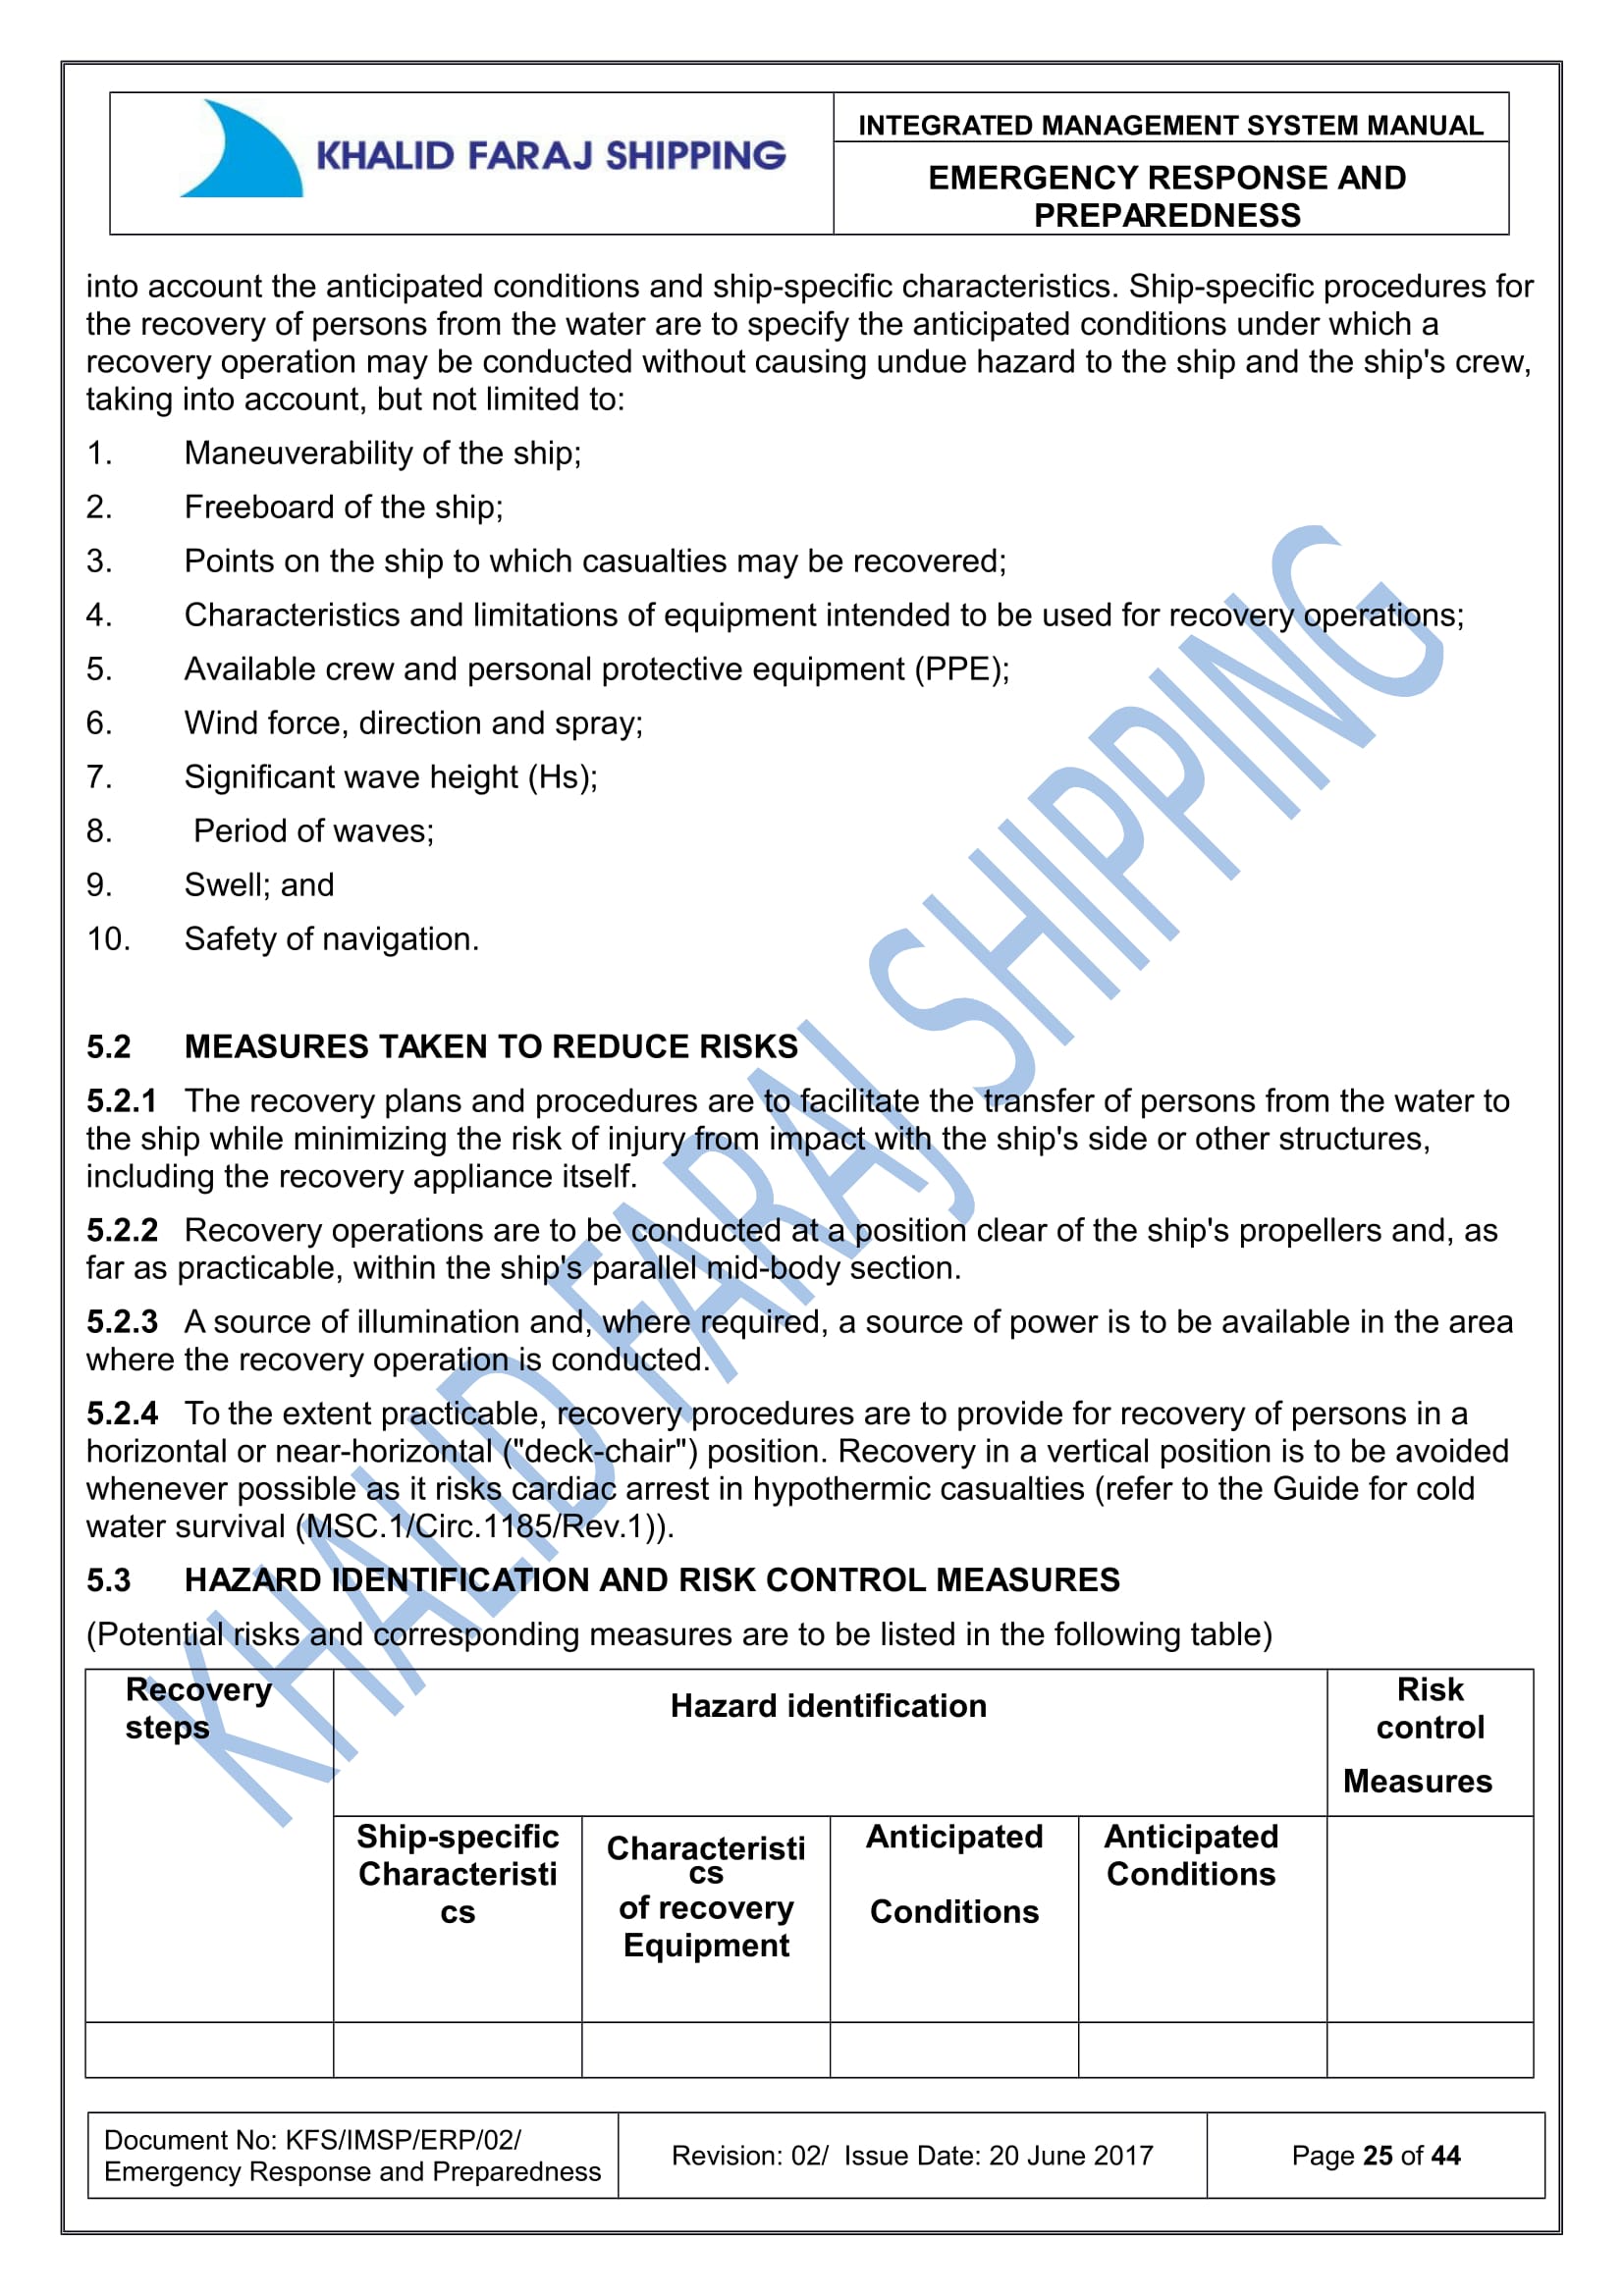 KHALID FARAJ SHIPPING
INTEGRATED MANAGEMENT SYSTEM MANUAL
EMERGENCY RESPONSE AND
PREPAREDNESS
into account the anticipated conditions and ship-specific characteristics. Ship-specific procedures for
the recovery of persons from the water are to specify the anticipated conditions under which a
recovery operation may be conducted without causing undue hazard to the ship and the ship's crew,
taking into account, but not limited to:
1. Maneuverability of the ship;
2. Freeboard of the ship;
3. Points on the ship to which casualties may be recovered;
4. Characteristics and limitations of equipment intended to be used for recovery operations;
5. Available crew and personal protective equipment (PPE);
6. Wind force, direction and spray;
7. Significant wave height (Hs);
8. Period of waves;
9. Swell; and
10. Safety of navigation.
5.2 MEASURES TAKEN TO REDUCE RISKS
5.2.1 The recovery plans and procedures are to facilitate the transfer of persons from the water to
the ship while minimizing the risk of injury from impact with the ship's side or other structures,
including the recovery appliance itself.
5.2.2 Recovery operations are to be conducted at a position clear of the ship's propellers and, as
far as practicable, within the ship's parallel mid-body section.
5.2.3 A source of illumination and, where required, a source of power is to be available in the area
where the recovery operation is conducted.
5.2.4 To the extent practicable, recovery procedures are to provide for recovery of persons in a
horizontal or near-horizontal ("deck-chair") position. Recovery in a vertical position is to be avoided
whenever possible as it risks cardiac arrest in hypothermic casualties (refer to the Guide for cold
water survival (MSC.1/Circ.1185/Rev.1)).
5.3 HAZARD IDENTIFICATION AND RISK CONTROL MEASURES
(Potential risks and corresponding measures are to be listed in the following table)
Recovery
steps
Hazard identification
Risk
control
Measures
Ship-specific
Characteristi
cs
Characteristi
cs
of recovery
Equipment
Anticipated
Conditions
Anticipated
Conditions
KHALID FARAJ SHIPPING
Document No: KFS/IMSP/ERP/02/
Emergency Response and Preparedness
Revision: 02/ Issue Date: 20 June 2017
Page 25 of 44